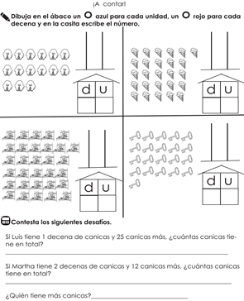 ¡A contar!
Dibuja en el ábaco un azul para cada unidad, un rojo para cada
decena y en la casita escribe el número.
d u
d u
d u
d u
Contesta los siguientes desafíos.
Si Luis tiene 1 decena de canicas y 25 canicas más, ¿cuántas canicas tie-
ne en total?
Si Martha tiene 2 decenas de canicas y 12 canicas más, ¿cuántas canicas
tiene en total?
¿Quién tiene más canicas?